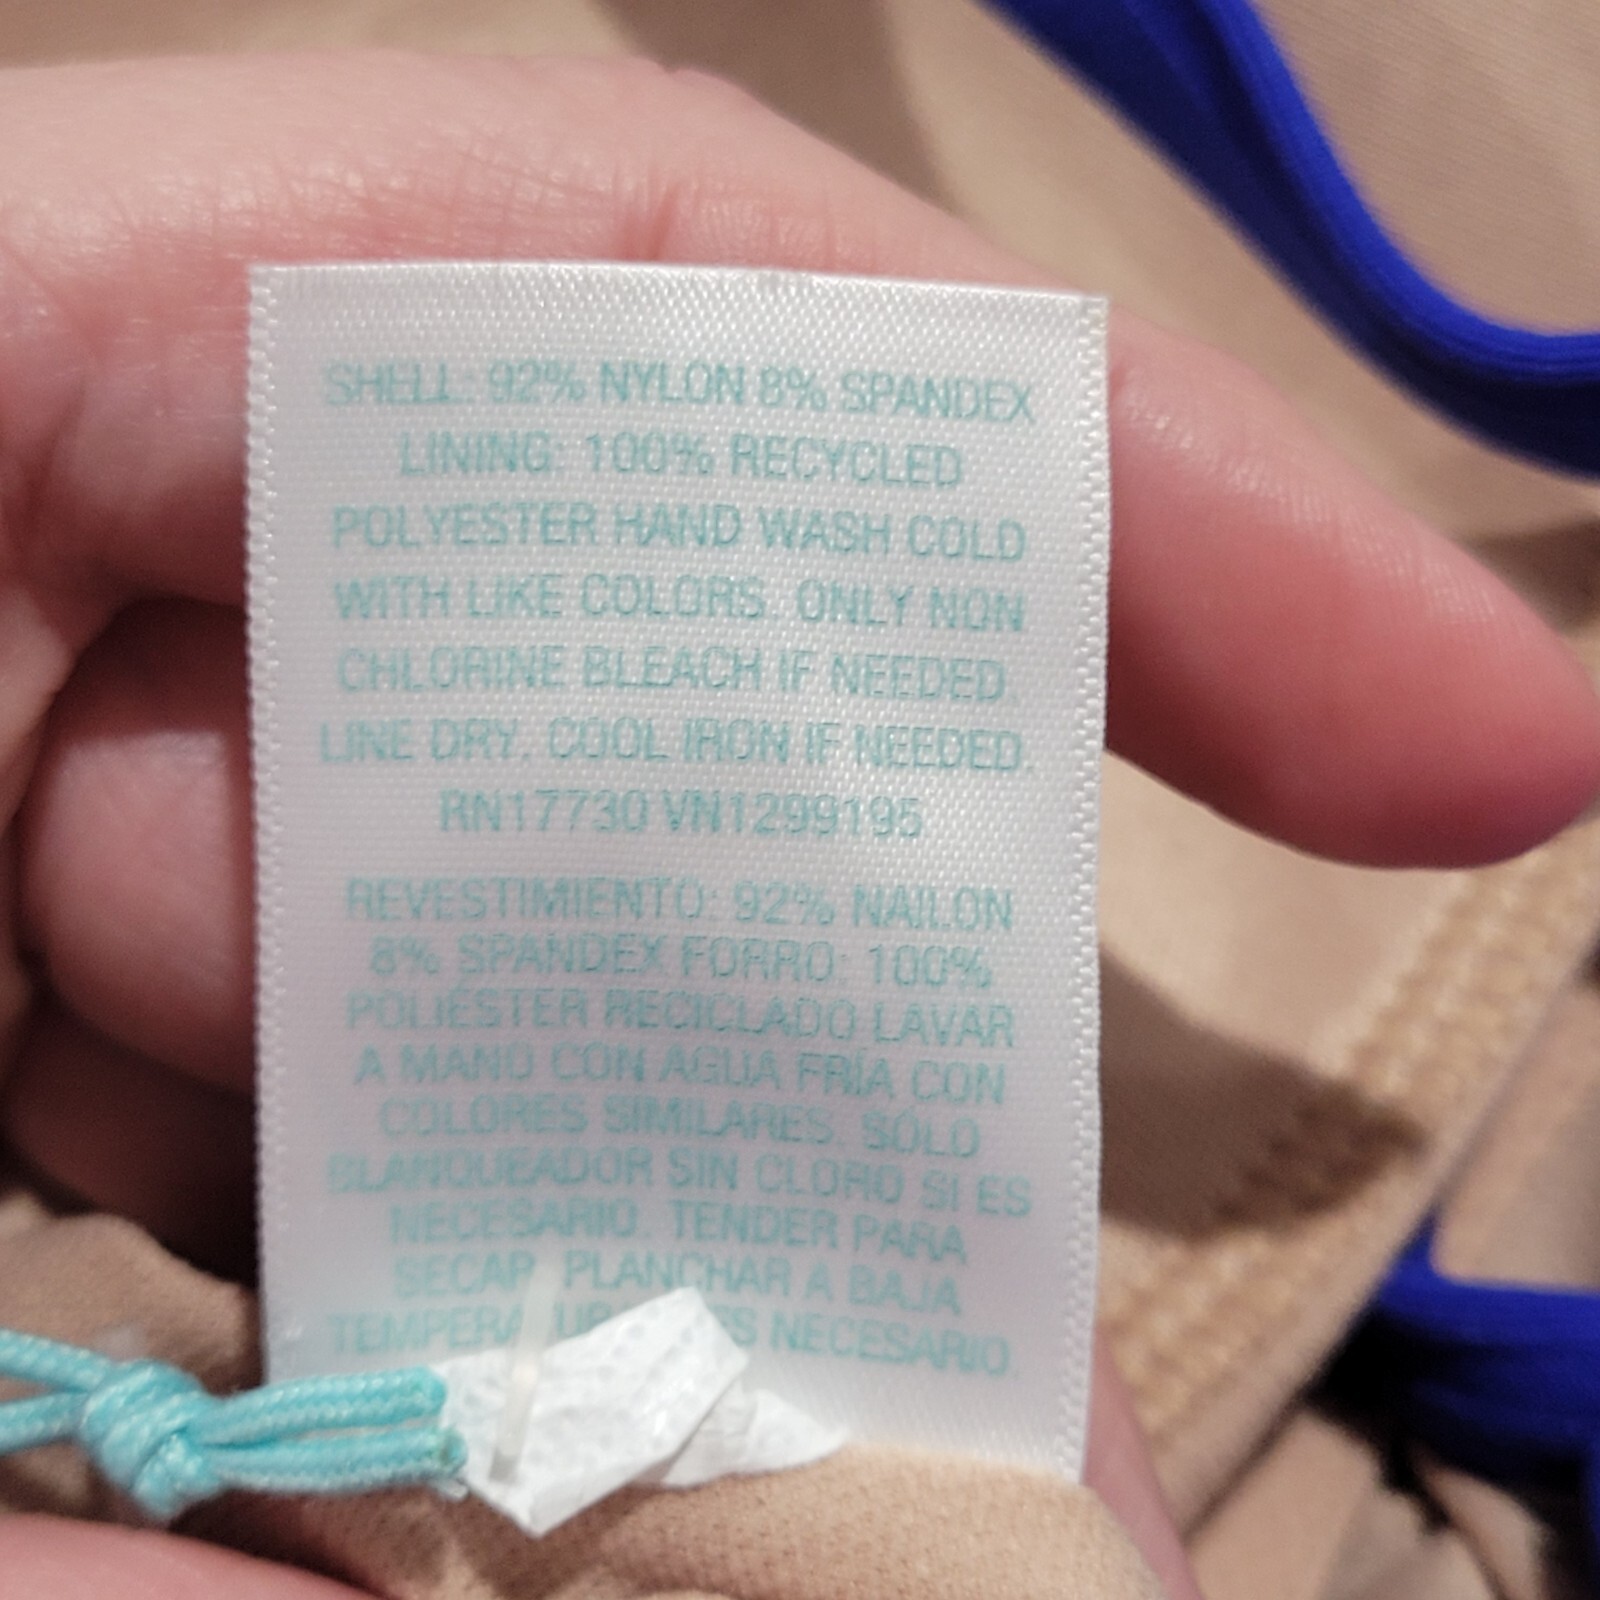 SHELL: 92% NYLON 8% SPANDEX
LINING: 100% RECYCLED
POLYESTER HAND WASH COLD
WITH LIKE COLORS. ONLY NON
CHLORINE BLEACH IF NEEDED.
LINE DRY. COOL IRON IF NEEDED.
RN17730 VN1299195
REVESTIMIENTO: 92% NAILON
8% SPANDEX FORRO: 100%
POLIÉSTER RECICLADO LAVAR
A MANO CON AGUA FRÍA CON
COLORES SIMILARES. SÓLO
BLANQUEADOR SIN CLORO SI ES
NECESARIO. TENDER PARA
SECAR PLANCHAR A BAJA
NECESARIO.